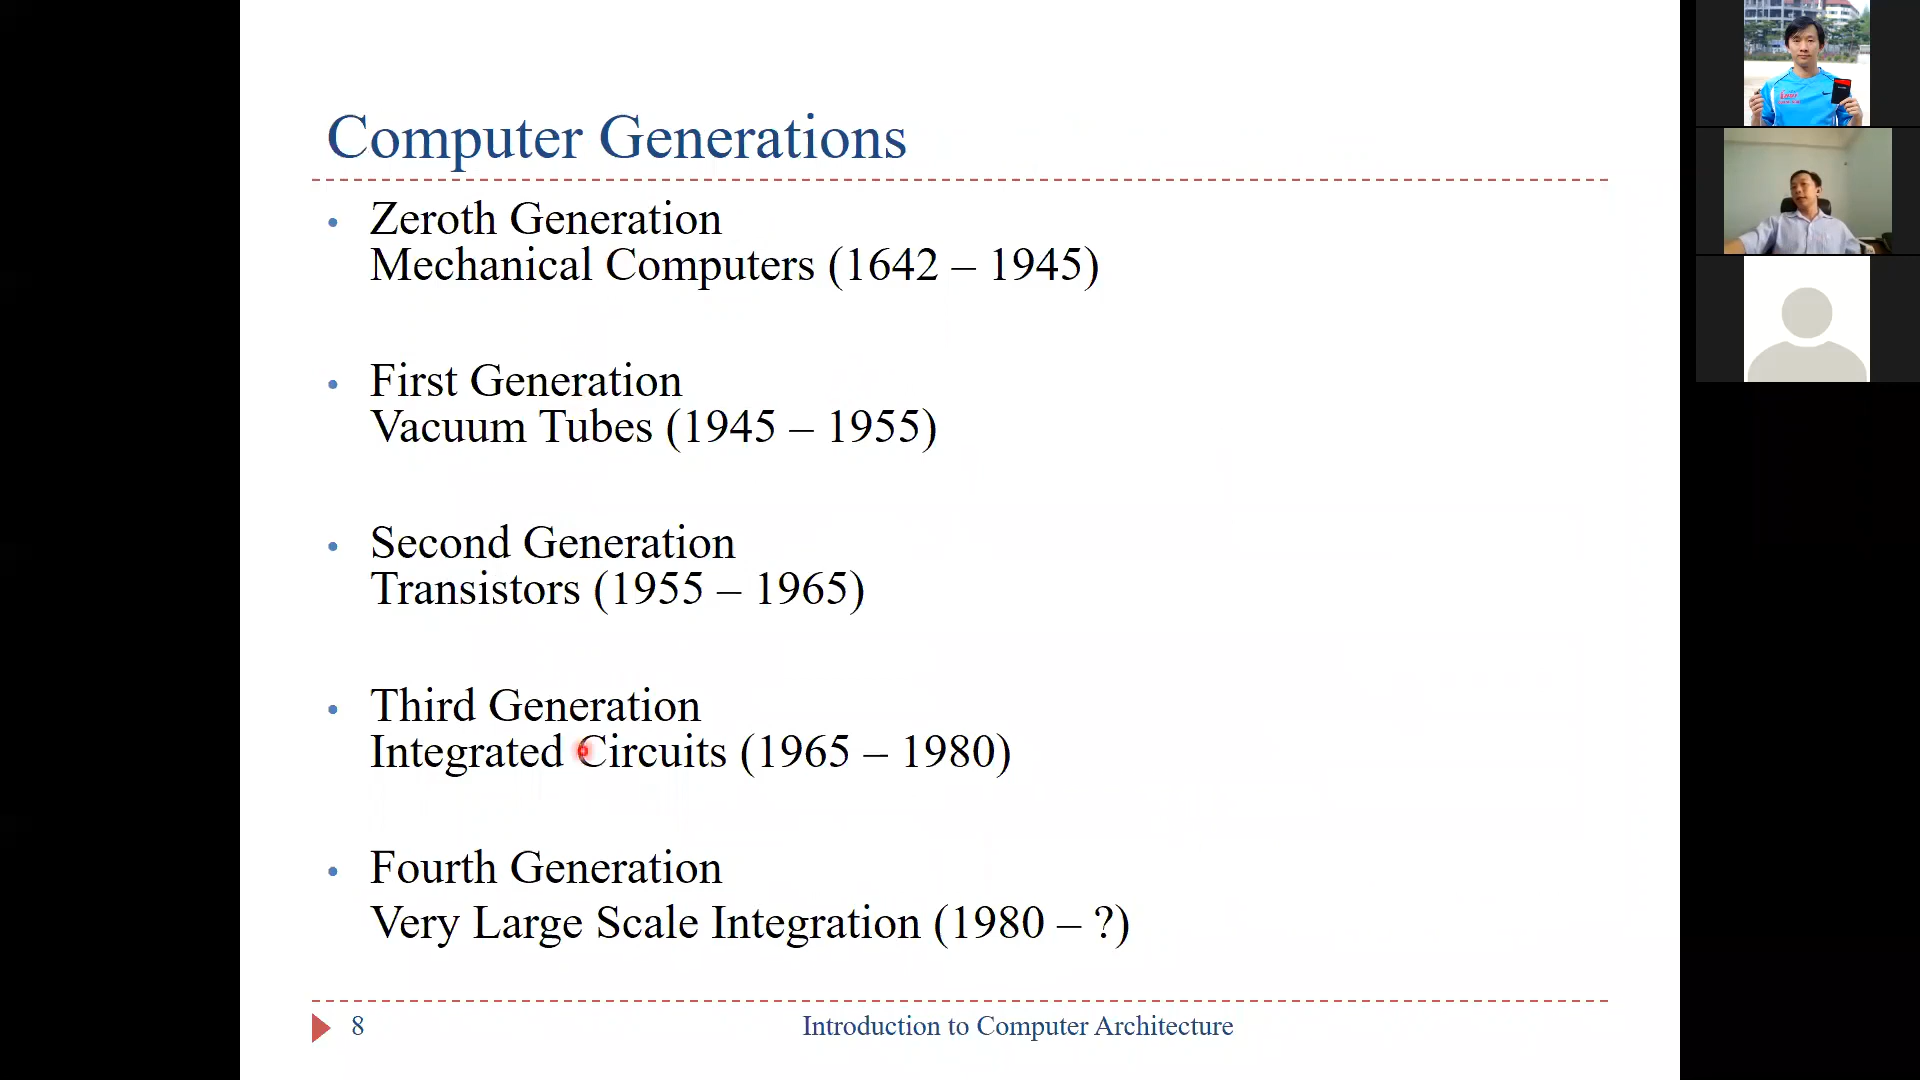 Computer Generations
• Zeroth Generation
Mechanical Computers (1642 – 1945)
• First Generation
Vacuum Tubes (1945 – 1955)
• Second Generation
Transistors (1955 – 1965)
• Third Generation
Integrated Circuits (1965 – 1980)
• Fourth Generation
Very Large Scale Integration (1980 – ?)
8
Introduction to Computer Architecture